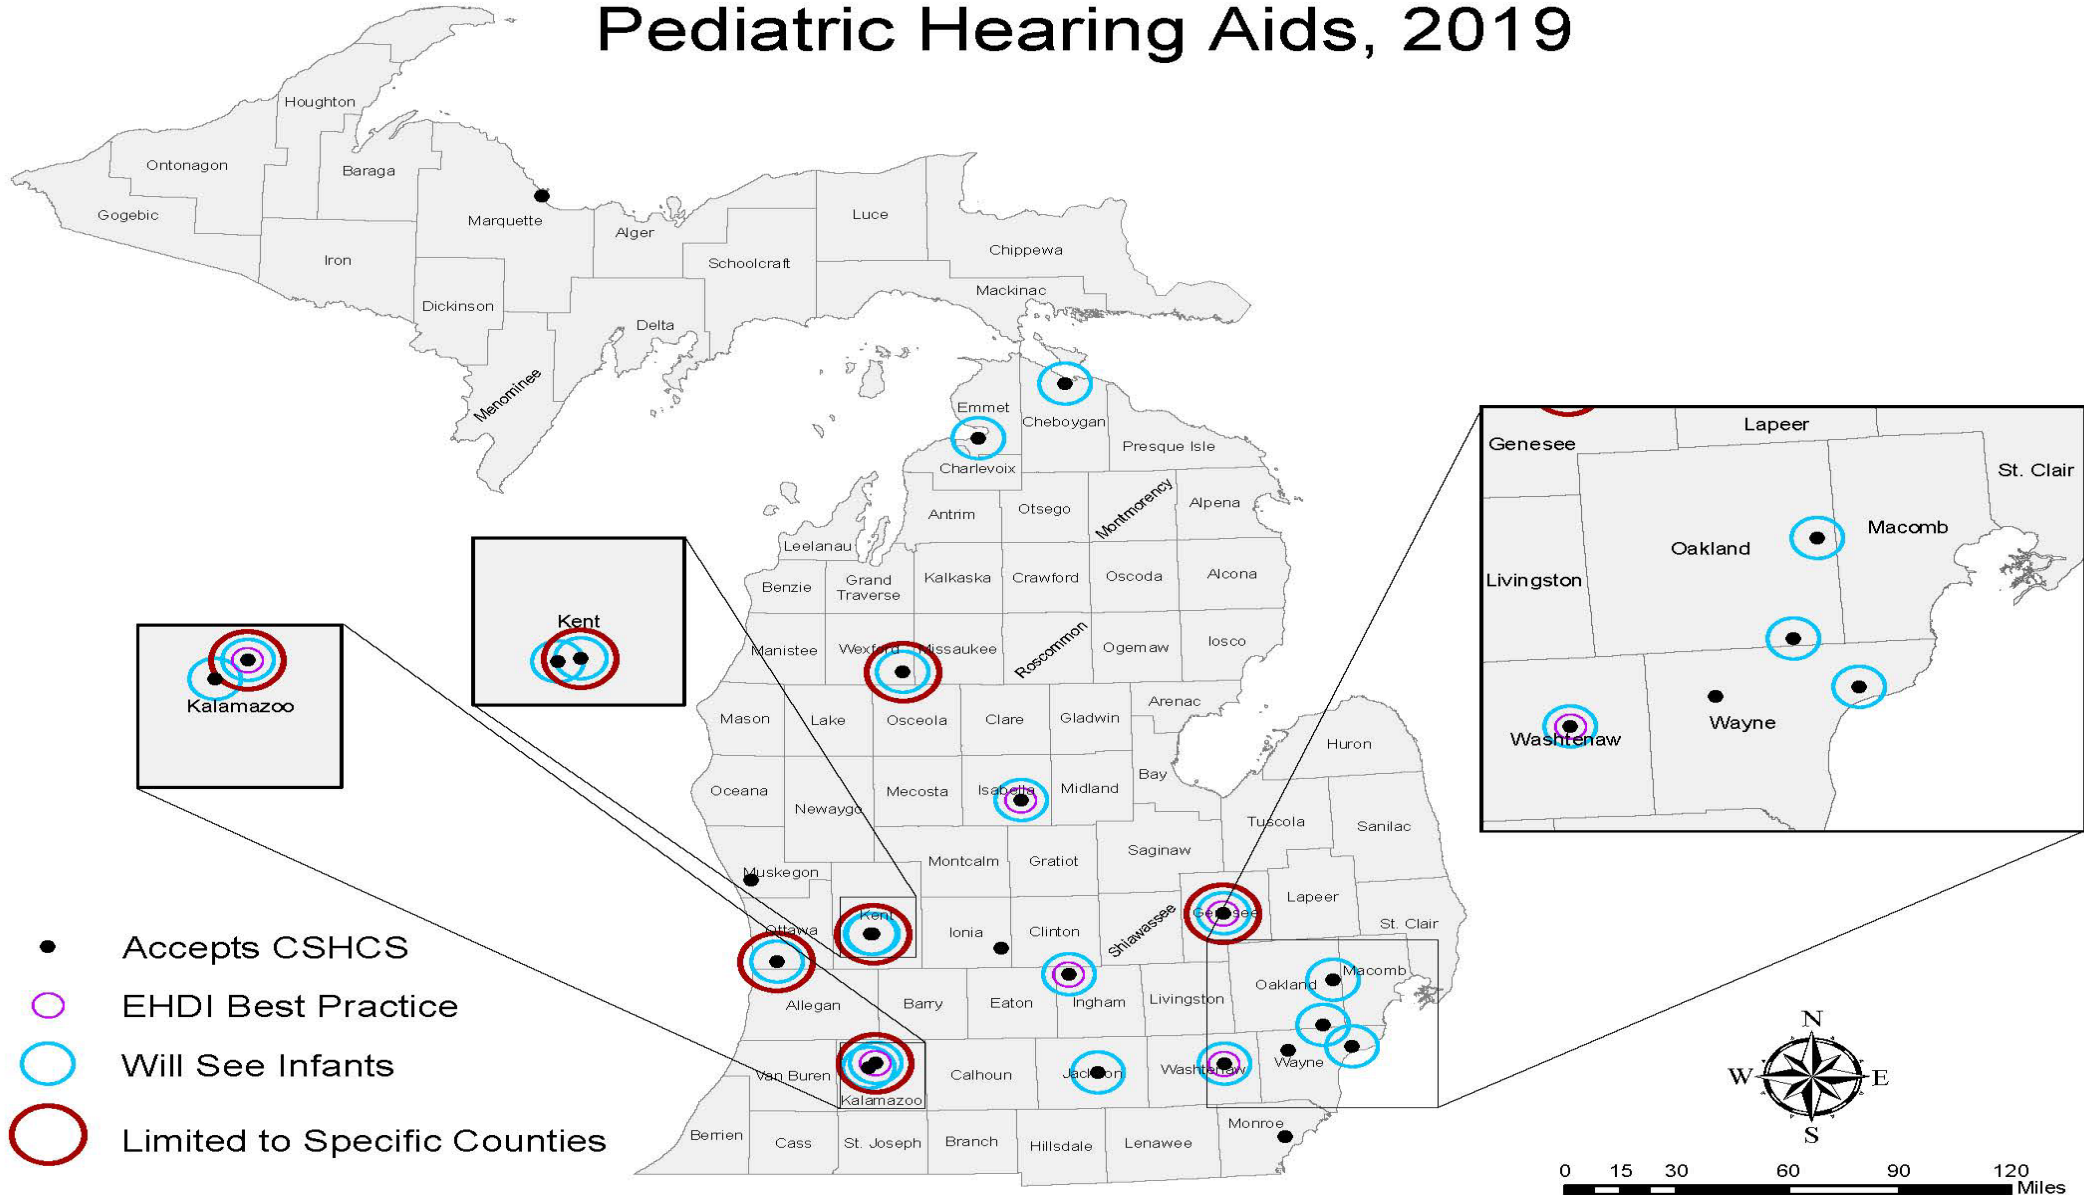 Pediatric Hearing Aids, 2019
Houghton
Ontonagon
Baraga
Gogebic
Marquette
Iron
Alger
Luce
Schoolcraft
Chippewa
Mackinac
Dickinson
Delta
Menominee
Emmet
Cheboygan
Presque Isle
Charlevoix
Antrim
Otsego
Montmorency
Alpena
Leelanau
Benzie
Grand
Traverse
Kalkaska
Crawford
Oscoda
Alcona
Manistee
Wexford
Missaukee
Roscommon
Ogemaw
Iosco
Mason
Lake
Osceola
Clare
Gladwin
Arenac
Huron
Oceana
Newaygo
Mecosta
Isabella
Midland
Bay
Tuscola
Sanilac
Muskegon
Montcalm
Gratiot
Saginaw
Lapeer
Genesee
Shiawassee
St. Clair
Ottawa
Kent
Ionia
Clinton
Allegan
Barry
Eaton
Ingham
Livingston
Oakland
Macomb
Van Buren
Kalamazoo
Calhoun
Jackson
Washtenaw
Wayne
Berrien
Cass
St. Joseph
Branch
Hillsdale
Lenawee
Monroe
Kent
Kalamazoo
Genesee
Lapeer
St. Clair
Macomb
Oakland
Livingston
Washtenaw
Wayne
Accepts CSHCS
EHDI Best Practice
Will See Infants
Limited to Specific Counties
N
W
E
S
0 15 30 60 90 120
Miles